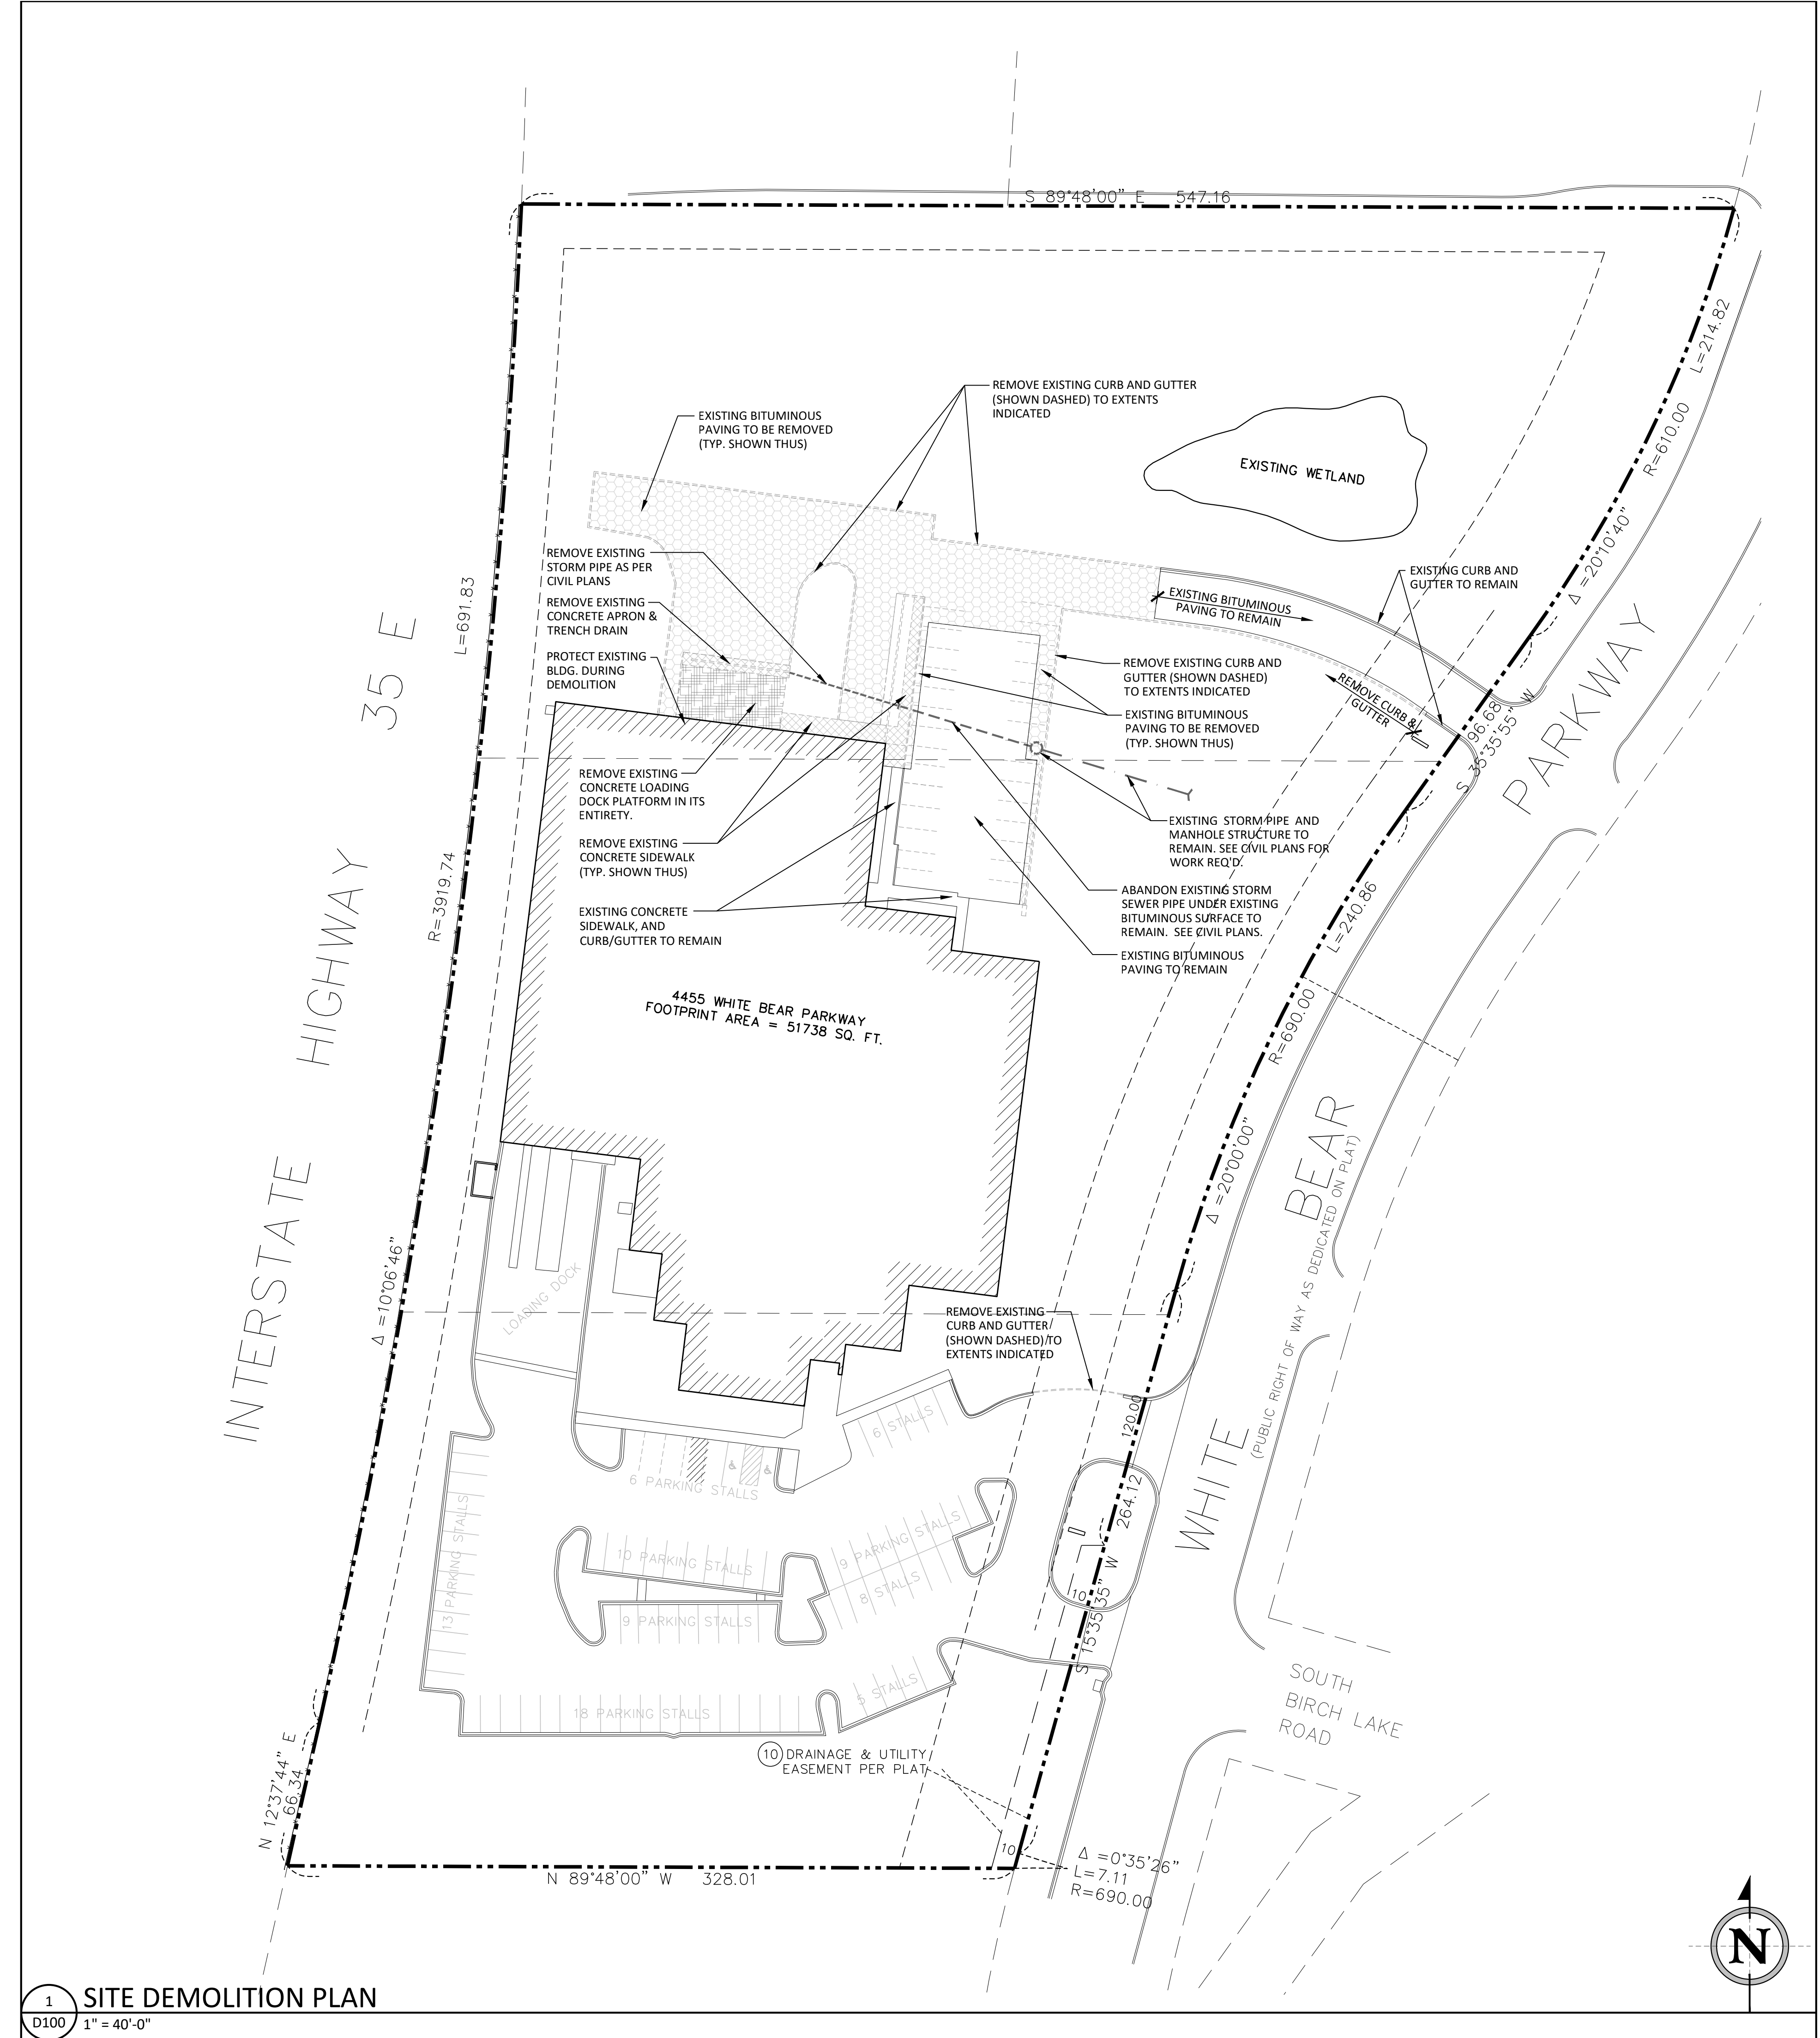 S 89°48'00" E 547.16
L=214.82
R=610.00
Δ =20°10'40"
REMOVE EXISTING CURB AND GUTTER
(SHOWN DASHED) TO EXTENTS
INDICATED
EXISTING BITUMINOUS
PAVING TO BE REMOVED
(TYP. SHOWN THUS)
EXISTING WETLAND
REMOVE EXISTING
STORM PIPE AS PER
CIVIL PLANS
REMOVE EXISTING
CONCRETE APRON &
TRENCH DRAIN
PROTECT EXISTING
BLDG. DURING
DEMOLITION
EXISTING CURB AND
GUTTER TO REMAIN
EXISTING BITUMINOUS
PAVING TO REMAIN
REMOVE EXISTING CURB AND
GUTTER (SHOWN DASHED)
TO EXTENTS INDICATED
REMOVE CURB &
GUTTER
EXISTING BITUMINOUS
PAVING TO BE REMOVED
(TYP. SHOWN THUS)
96.68
S 35°35'55" W
REMOVE EXISTING
CONCRETE LOADING
DOCK PLATFORM IN ITS
ENTIRETY.
REMOVE EXISTING
CONCRETE SIDEWALK
(TYP. SHOWN THUS)
EXISTING CONCRETE
SIDEWALK, AND
CURB/GUTTER TO REMAIN
EXISTING STORM PIPE AND
MANHOLE STRUCTURE TO
REMAIN. SEE CIVIL PLANS FOR
WORK REQ'D.
ABANDON EXISTING STORM
SEWER PIPE UNDER EXISTING
BITUMINOUS SURFACE TO
REMAIN. SEE CIVIL PLANS.
EXISTING BITUMINOUS
PAVING TO REMAIN
L=691.83
R=3919.74
Δ =10°06'46"
INTERSTATE HIGHWAY 35 E
4455 WHITE BEAR PARKWAY
FOOTPRINT AREA = 51738 SQ. FT.
L=240.86
R=690.00
Δ =20°00'00"
WHITE BEAR PARKWAY
(PUBLIC RIGHT OF WAY AS DEDICATED ON PLAT)
LOADING DOCK
REMOVE EXISTING
CURB AND GUTTER
(SHOWN DASHED) TO
EXTENTS INDICATED
120.00
264.12
S 15°35'35" W
10
6 STALLS
6 PARKING STALLS
13 PARKING STALLS
10 PARKING STALLS
9 PARKING STALLS
9 PARKING STALLS
8 STALLS
5 STALLS
18 PARKING STALLS
SOUTH
BIRCH LAKE
ROAD
10 DRAINAGE & UTILITY
EASEMENT PER PLAT
N 12°37'44" E
66.34
10
N 89°48'00" W 328.01
Δ =0°35'26"
L=7.11
R=690.00
N
1
D100
SITE DEMOLITION PLAN
1" = 40'-0"